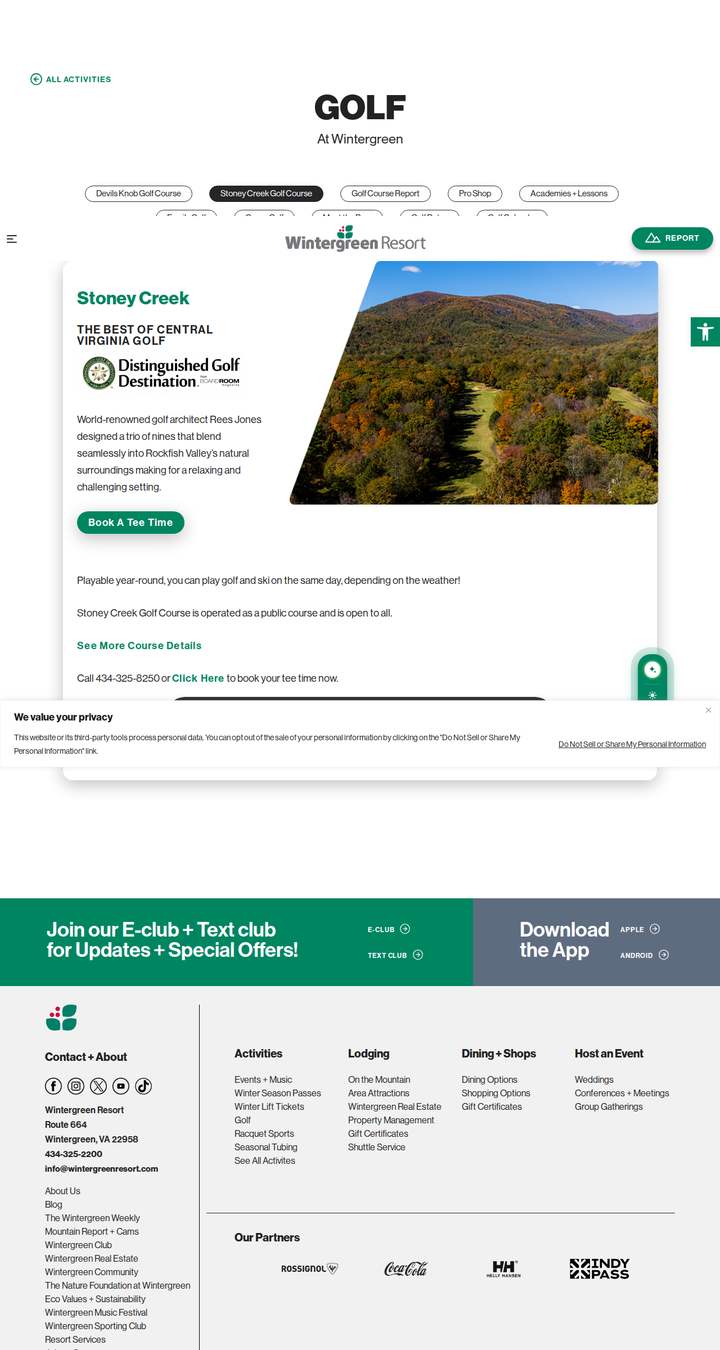 ALL ACTIVITIES
GOLF
At Wintergreen
Devils Knob Golf Course
Stoney Creek Golf Course
Golf Course Report
Pro Shop
Academies + Lessons
Wintergreen Resort
REPORT
Stoney Creek
THE BEST OF CENTRAL
VIRGINIA GOLF
Distinguished Golf
Destination
BOARDROOM
World-renowned golf architect Rees Jones
designed a trio of nines that blend
seamlessly into Rockfish Valley's natural
surroundings making for a relaxing and
challenging setting.
Book A Tee Time
Playable year-round, you can play golf and ski on the same day, depending on the weather!
Stoney Creek Golf Course is operated as a public course and is open to all.
See More Course Details
Call 434-325-8250 or Click Here to book your tee time now.
We value your privacy
This website or its third-party tools process personal data. You can opt out of the sale of your personal information by clicking on the "Do Not Sell or Share My
Personal Information" link.
Do Not Sell or Share My Personal Information
Join our E-club + Text club
for Updates + Special Offers!
E-CLUB
TEXT CLUB
Download
the App
APPLE
ANDROID
Contact + About
Wintergreen Resort
Route 664
Wintergreen, VA 22958
434-325-2200
info@wintergreenresort.com
About Us
Blog
The Wintergreen Weekly
Mountain Report + Cams
Wintergreen Club
Wintergreen Real Estate
Wintergreen Community
The Nature Foundation at Wintergreen
Eco Values + Sustainability
Wintergreen Music Festival
Wintergreen Sporting Club
Resort Services
Activities
Events + Music
Winter Season Passes
Winter Lift Tickets
Golf
Racquet Sports
Seasonal Tubing
See All Activites
Lodging
On the Mountain
Area Attractions
Wintergreen Real Estate
Property Management
Gift Certificates
Shuttle Service
Dining + Shops
Dining Options
Shopping Options
Gift Certificates
Host an Event
Weddings
Conferences + Meetings
Group Gatherings
Our Partners
ROSSIGNOL
Coca-Cola
HH
HELLY HANSEN
INDY
PASS